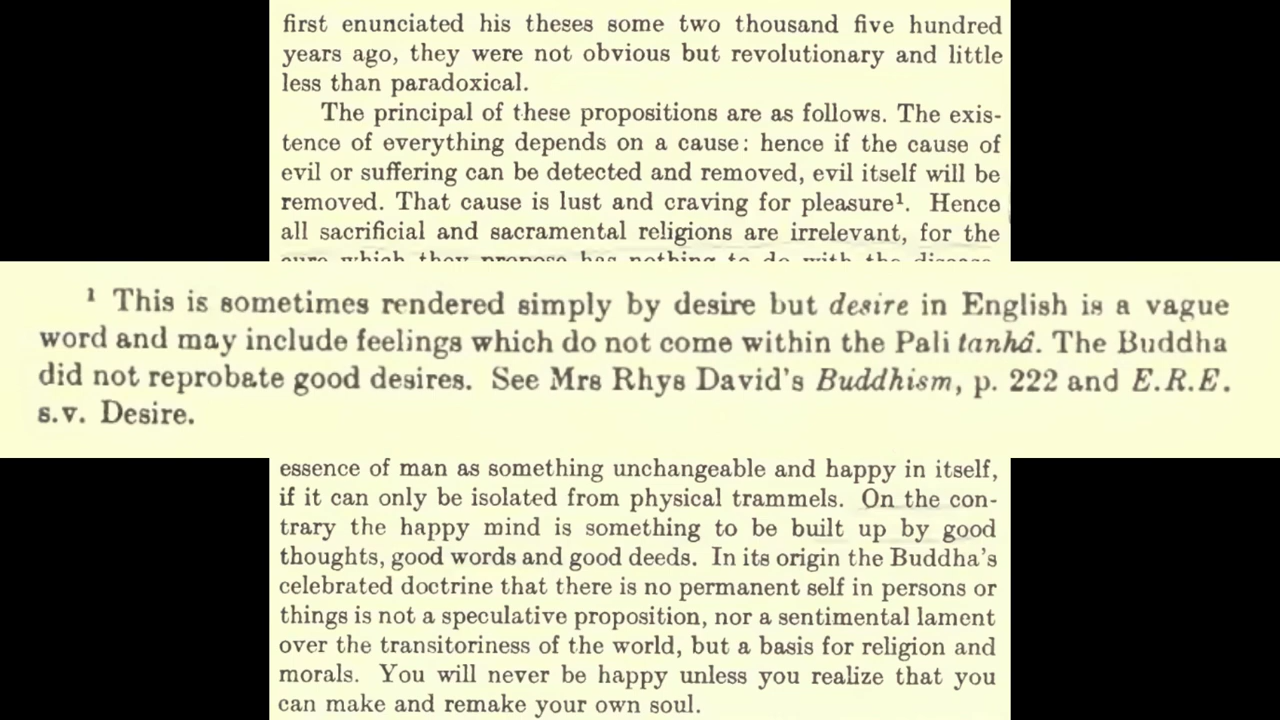 first enunciated his theses some two thousand five hundred
years ago, they were not obvious but revolutionary and little
less than paradoxical.
The principal of these propositions are as follows. The exis-
tence of everything depends on a cause: hence if the cause of
evil or suffering can be detected and removed, evil itself will be
removed. That cause is lust and craving for pleasure¹. Hence
all sacrificial and sacramental religions are irrelevant, for the
cure which they propose has nothing to do with the disease.
¹ This is sometimes rendered simply by desire but desire in English is a vague
word and may include feelings which do not come within the Pali tanhâ. The Buddha
did not reprobate good desires. See Mrs Rhys David's Buddhism, p. 222 and E.R.E.
s.v. Desire.
essence of man as something unchangeable and happy in itself,
if it can only be isolated from physical trammels. On the con-
trary the happy mind is something to be built up by good
thoughts, good words and good deeds. In its origin the Buddha's
celebrated doctrine that there is no permanent self in persons or
things is not a speculative proposition, nor a sentimental lament
over the transitoriness of the world, but a basis for religion and
morals. You will never be happy unless you realize that you
can make and remake your own soul.